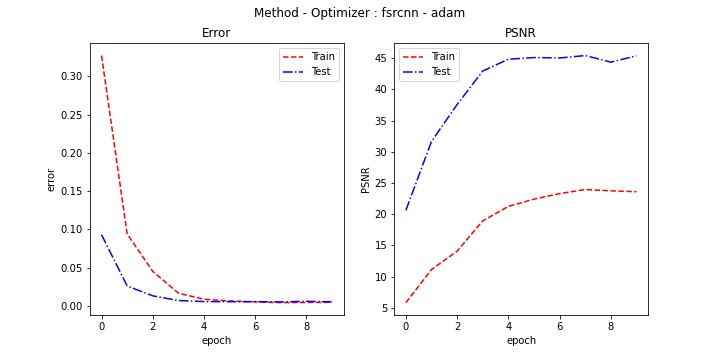 Method - Optimizer : fsrcnn - adam
Error
0.30
0.25
0.20
0.15
0.10
0.05
0.00
error
0 2 4 6 8
epoch
Train
Test
PSNR
45
40
35
30
25
20
15
10
5
PSNR
0 2 4 6 8
epoch
Train
Test